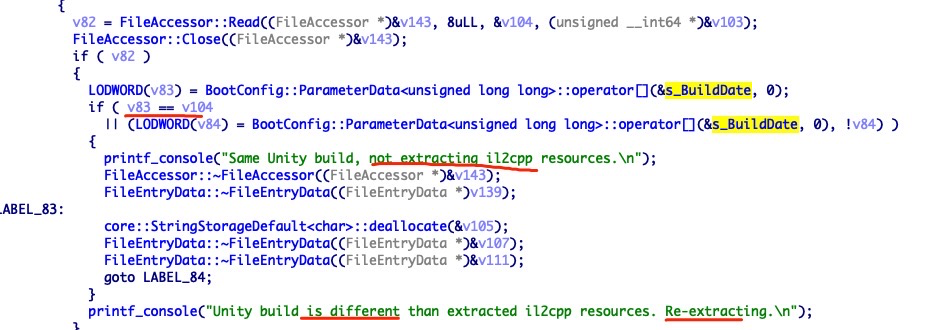 {
v82 = FileAccessor::Read((FileAccessor *)&v143, 8uLL, &v104, (unsigned __int64 *)&v103);
FileAccessor::Close((FileAccessor *)&v143);
if ( v82 )
{
LODWORD(v83) = BootConfig::ParameterData<unsigned long long>::operator[](&s_BuildDate, 0);
if ( v83 == v104
|| (LODWORD(v84) = BootConfig::ParameterData<unsigned long long>::operator[](&s_BuildDate, 0), !v84) )
{
printf_console("Same Unity build, not extracting il2cpp resources.\n");
FileAccessor::~FileAccessor((FileAccessor *)&v143);
FileEntryData::~FileEntryData((FileEntryData *)v139);
LABEL_83:
core::StringStorageDefault<char>::deallocate(&v105);
FileEntryData::~FileEntryData((FileEntryData *)&v107);
FileEntryData::~FileEntryData((FileEntryData *)&v111);
goto LABEL_84;
}
printf_console("Unity build is different than extracted il2cpp resources. Re-extracting.\n");
}